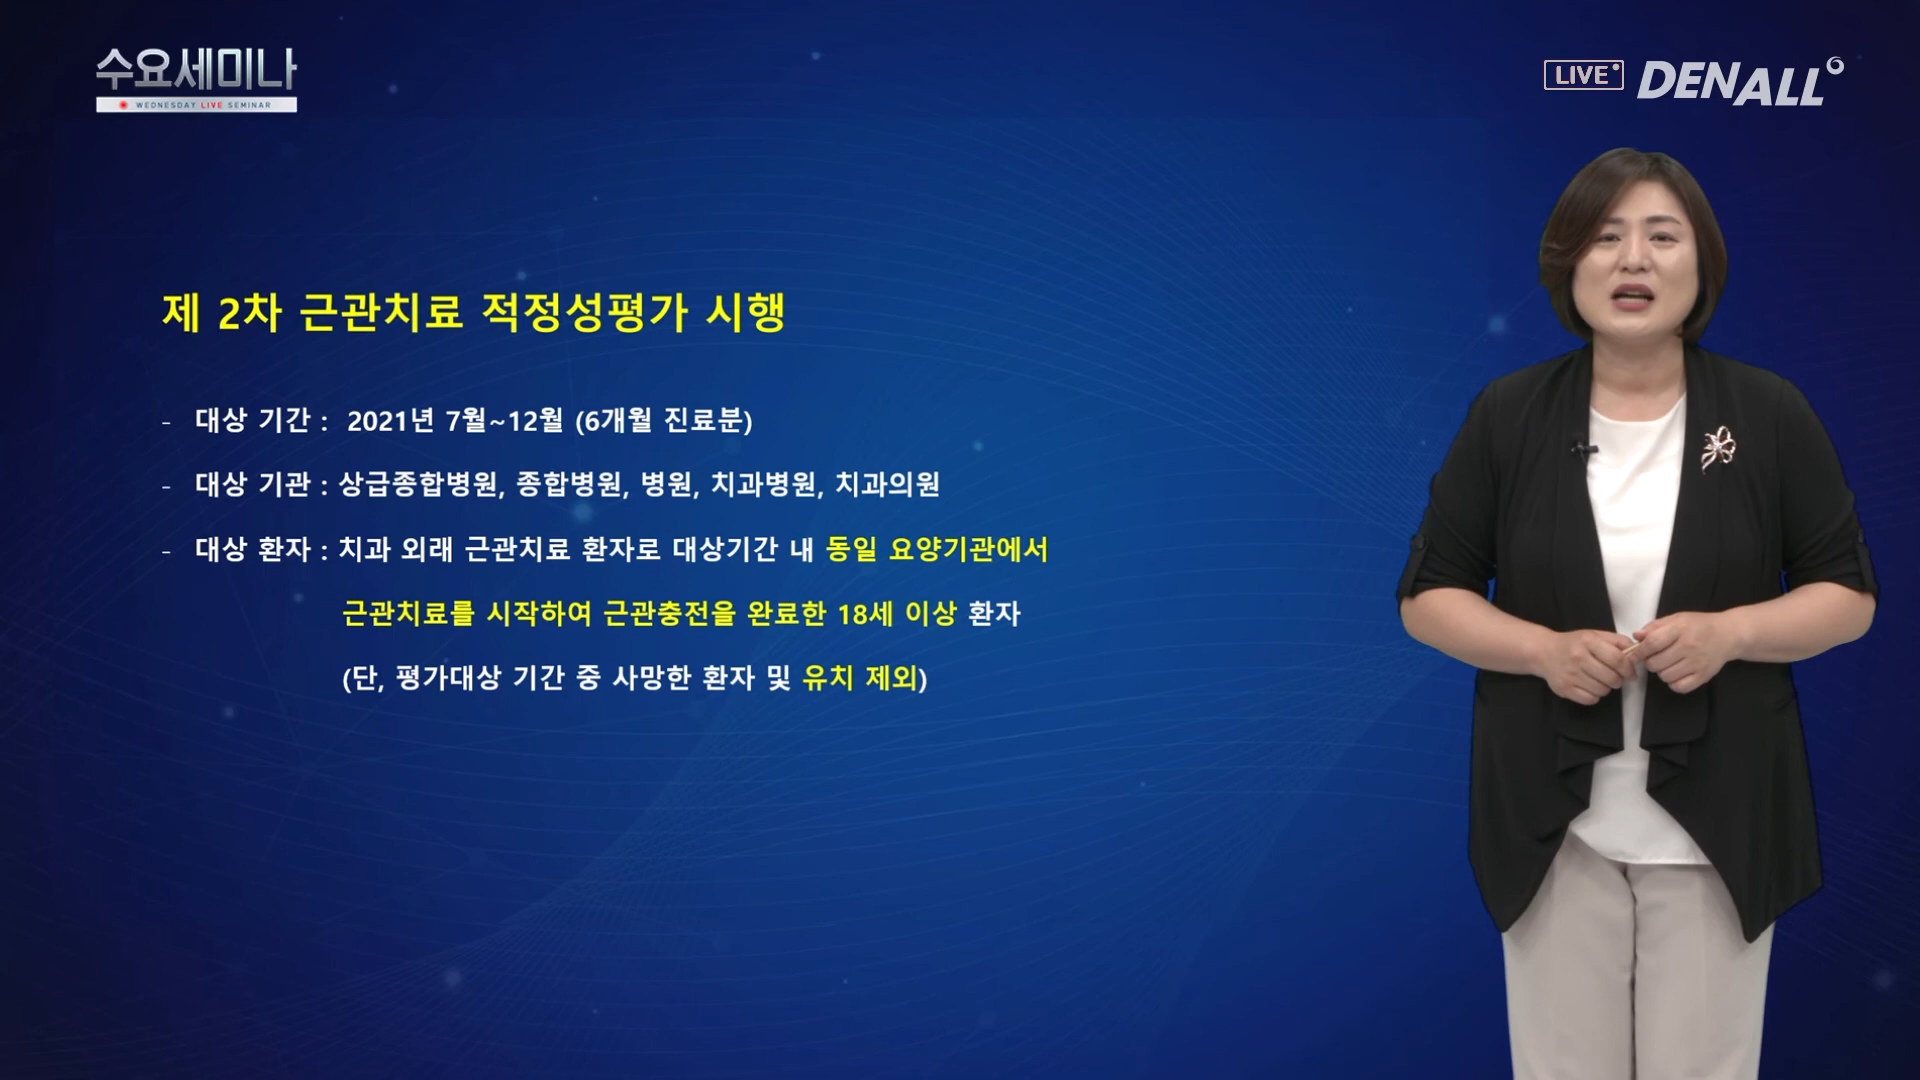 수요세미나
WEDNESDAY LIVE SEMINAR
LIVE
DENALL
제 2차 근관치료 적정성평가 시행
- 대상 기간 : 2021년 7월~12월 (6개월 진료분)
- 대상 기관 : 상급종합병원, 종합병원, 병원, 치과병원, 치과의원
- 대상 환자 : 치과 외래 근관치료 환자로 대상기간 내 동일 요양기관에서
근관치료를 시작하여 근관충전을 완료한 18세 이상 환자
(단, 평가대상 기간 중 사망한 환자 및 유치 제외)